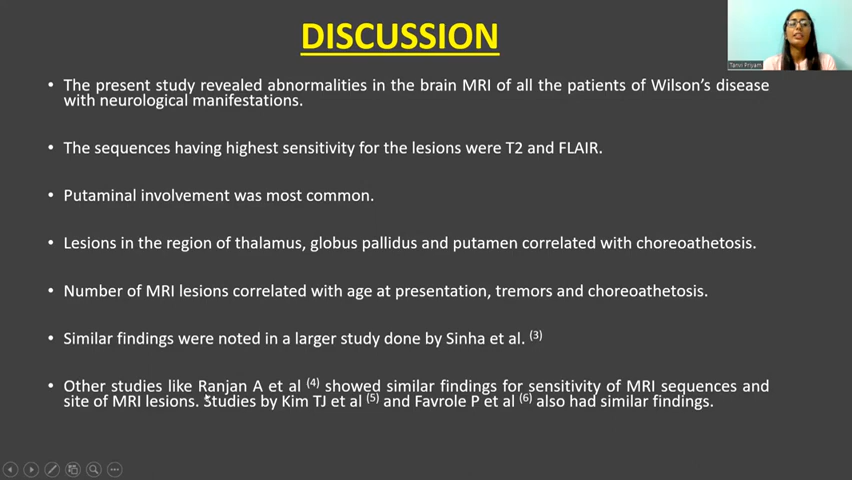 DISCUSSION
Tanvi Priyam
• The present study revealed abnormalities in the brain MRI of all the patients of Wilson’s disease
with neurological manifestations.
• The sequences having highest sensitivity for the lesions were T2 and FLAIR.
• Putaminal involvement was most common.
• Lesions in the region of thalamus, globus pallidus and putamen correlated with choreoathetosis.
• Number of MRI lesions correlated with age at presentation, tremors and choreoathetosis.
• Similar findings were noted in a larger study done by Sinha et al. (3)
• Other studies like Ranjan A et al (4) showed similar findings for sensitivity of MRI sequences and
site of MRI lesions. Studies by Kim TJ et al (5) and Favrole P et al (6) also had similar findings.